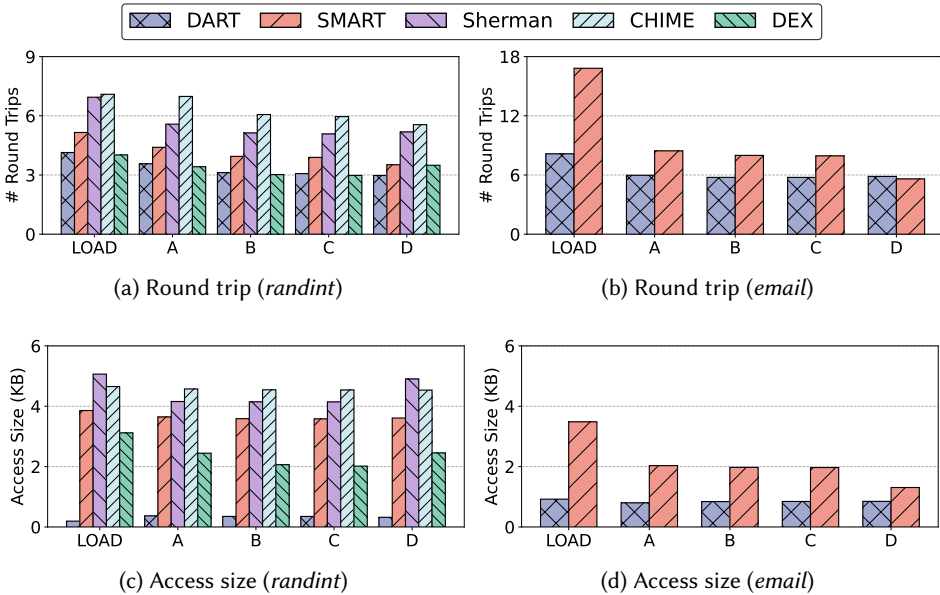 DART SMART Sherman CHIME DEX
# Round Trips
9
6
3
0
LOAD A B C D
(a) Round trip (randint)
# Round Trips
18
12
6
0
LOAD A B C D
(b) Round trip (email)
Access Size (KB)
6
4
2
0
LOAD A B C D
(c) Access size (randint)
Access Size (KB)
6
4
2
0
LOAD A B C D
(d) Access size (email)